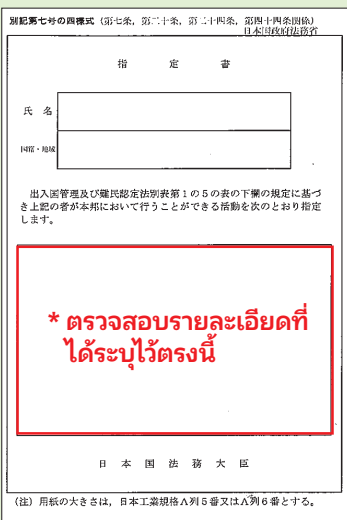 別記第七号の四様式（第七条，第二十条，第二十四条，第四十四条関係）
日本国政府法務省
指定書
氏名
国籍・地域
出入国管理及び難民認定法別表第１の５の表の下欄の規定に基づ
き上記の者が本邦において行うことができる活動を次のとおり指定
します。
* ตรวจสอบรายละเอียดที่
ได้ระบุไว้ตรงนี้
日本国法務大臣
（注）用紙の大きさは，日本工業規格Ａ列５番又はＡ列６番とする。